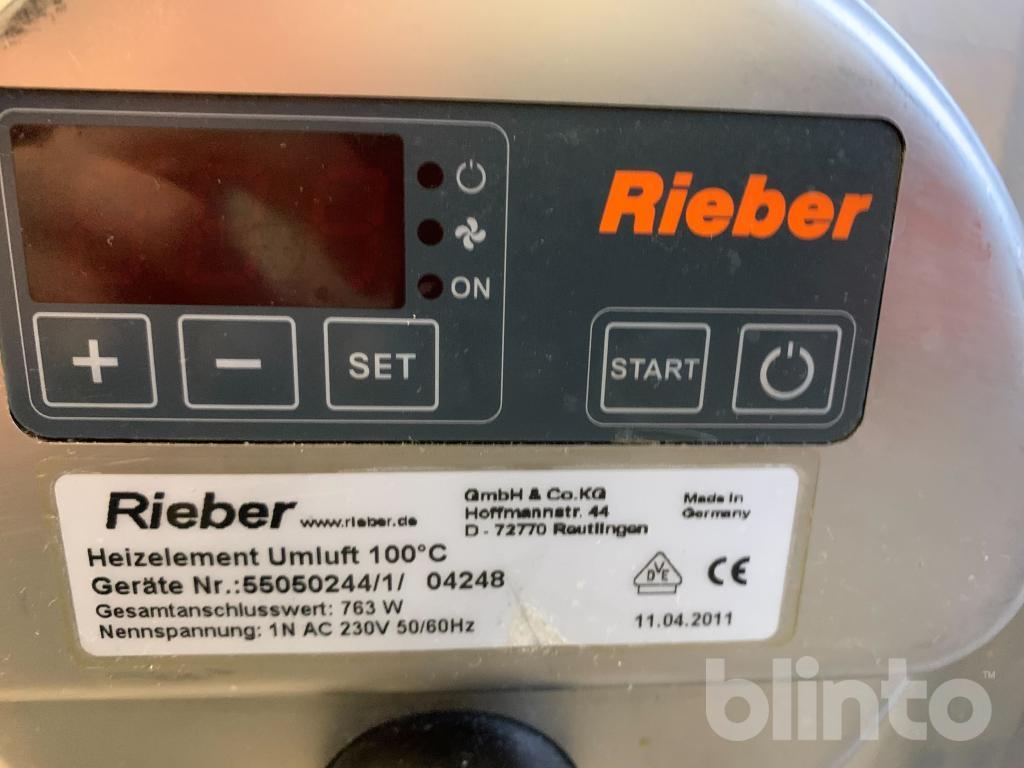 Rieber
ON
+
−
SET
START
Rieber www.rieber.de
GmbH & Co.KG
Hoffmannstr. 44
D - 72770 Reutlingen
Made in
Germany
Heizelement Umluft 100°C
Geräte Nr.:55050244/1/ 04248
Gesamtanschlusswert: 763 W
Nennspannung: 1N AC 230V 50/60Hz
DVE
CE
11.04.2011
blinto™